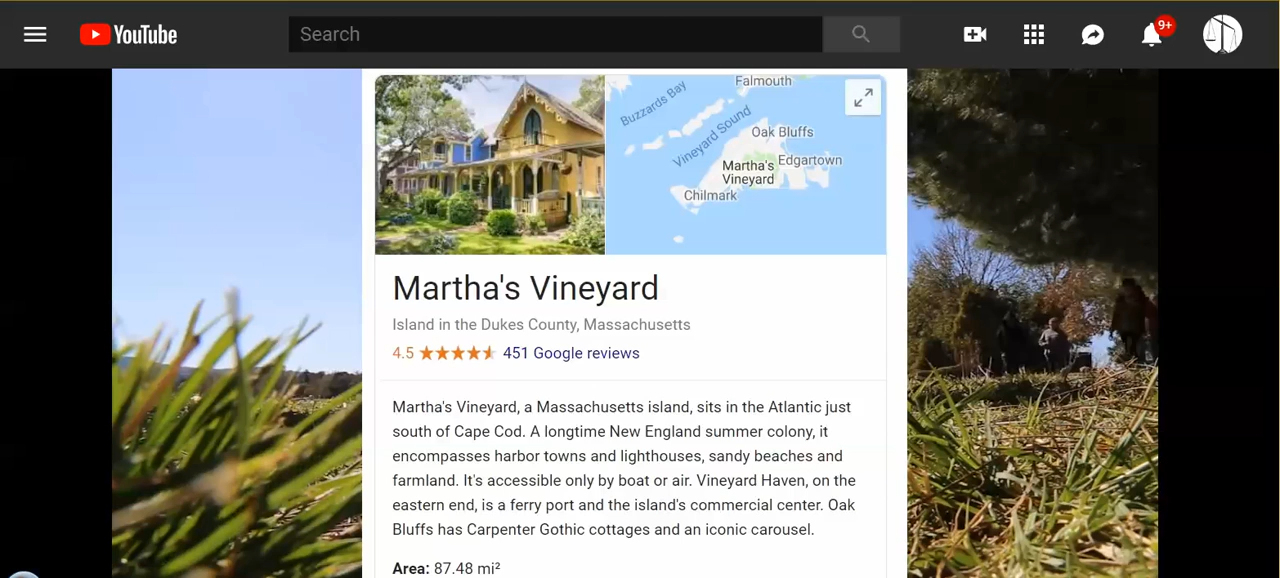 YouTube
Search
9+
Buzzards Bay
Falmouth
Vineyard Sound
Oak Bluffs
Martha's
Vineyard
Edgartown
Chilmark
Martha's Vineyard
Island in the Dukes County, Massachusetts
4.5 ★★★★★ 451 Google reviews
Martha's Vineyard, a Massachusetts island, sits in the Atlantic just
south of Cape Cod. A longtime New England summer colony, it
encompasses harbor towns and lighthouses, sandy beaches and
farmland. It's accessible only by boat or air. Vineyard Haven, on the
eastern end, is a ferry port and the island's commercial center. Oak
Bluffs has Carpenter Gothic cottages and an iconic carousel.
Area: 87.48 mi²